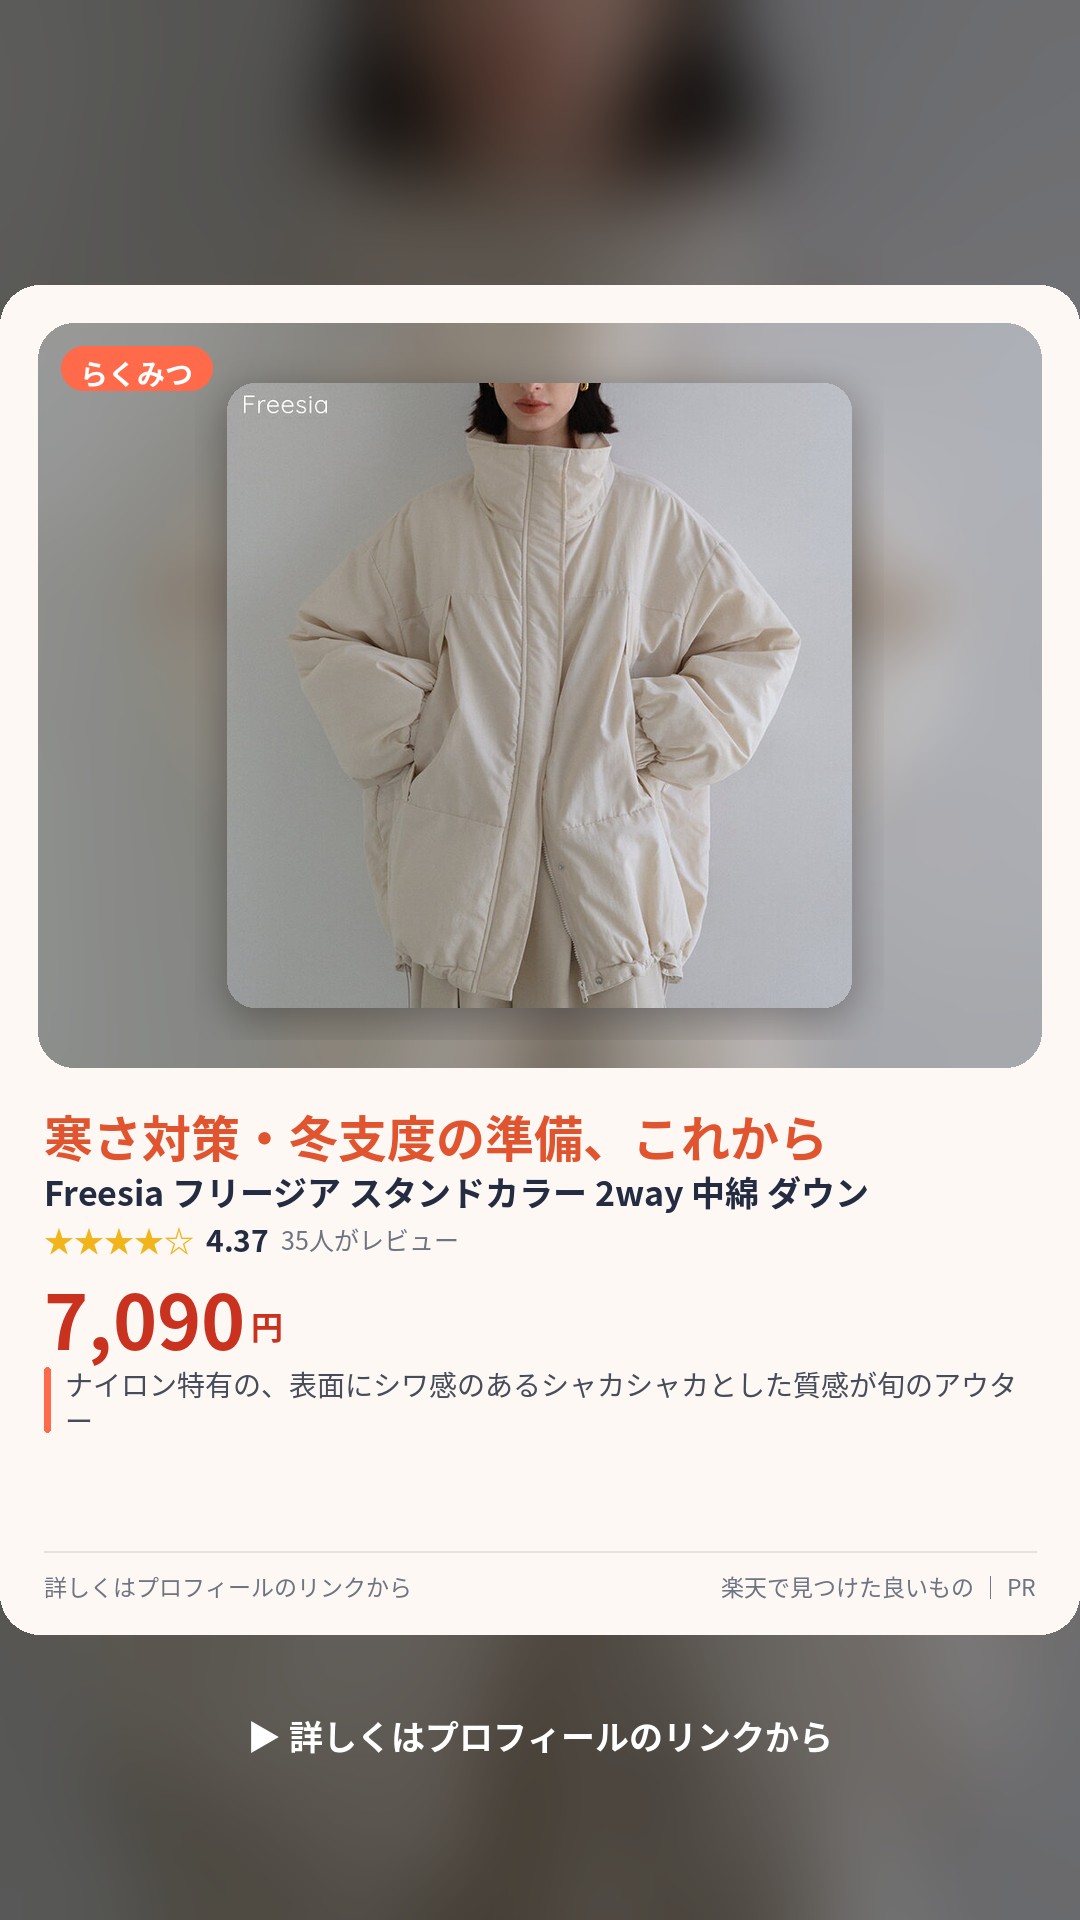 らくみつ
Freesia
寒さ対策・冬支度の準備、これから
Freesia フリージア スタンドカラー 2way 中綿 ダウン
★★★★☆ 4.37 35人がレビュー
7,090円
ナイロン特有の、表面にシワ感のあるシャカシャカとした質感が旬のアウタ
ー
詳しくはプロフィールのリンクから
楽天で見つけた良いもの ｜ PR
▶ 詳しくはプロフィールのリンクから